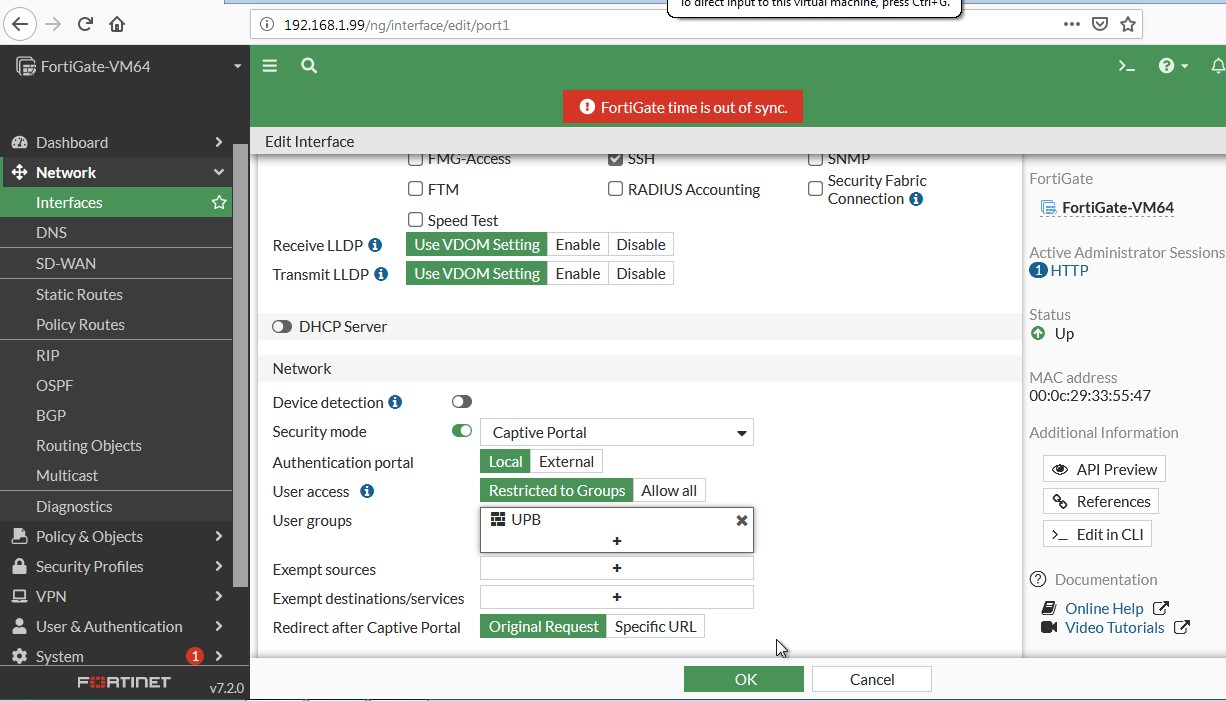 To direct input to this virtual machine, press Ctrl+G.
192.168.1.99/ng/interface/edit/port1
FortiGate-VM64
FortiGate time is out of sync.
Edit Interface
Dashboard
Network
Interfaces
DNS
SD-WAN
Static Routes
Policy Routes
RIP
OSPF
BGP
Routing Objects
Multicast
Diagnostics
Policy & Objects
Security Profiles
VPN
User & Authentication
System 1
FORTINET v7.2.0
FMG-Access SSH SNMP
FTM RADIUS Accounting Security Fabric
Connection
Speed Test
Receive LLDP Use VDOM Setting Enable Disable
Transmit LLDP Use VDOM Setting Enable Disable
DHCP Server
Network
Device detection
Security mode Captive Portal
Authentication portal Local External
User access Restricted to Groups Allow all
User groups UPB
+
Exempt sources +
Exempt destinations/services +
Redirect after Captive Portal Original Request Specific URL
OK Cancel
FortiGate
FortiGate-VM64
Active Administrator Sessions
1 HTTP
Status
Up
MAC address
00:0c:29:33:55:47
Additional Information
API Preview
References
>_ Edit in CLI
Documentation
Online Help
Video Tutorials